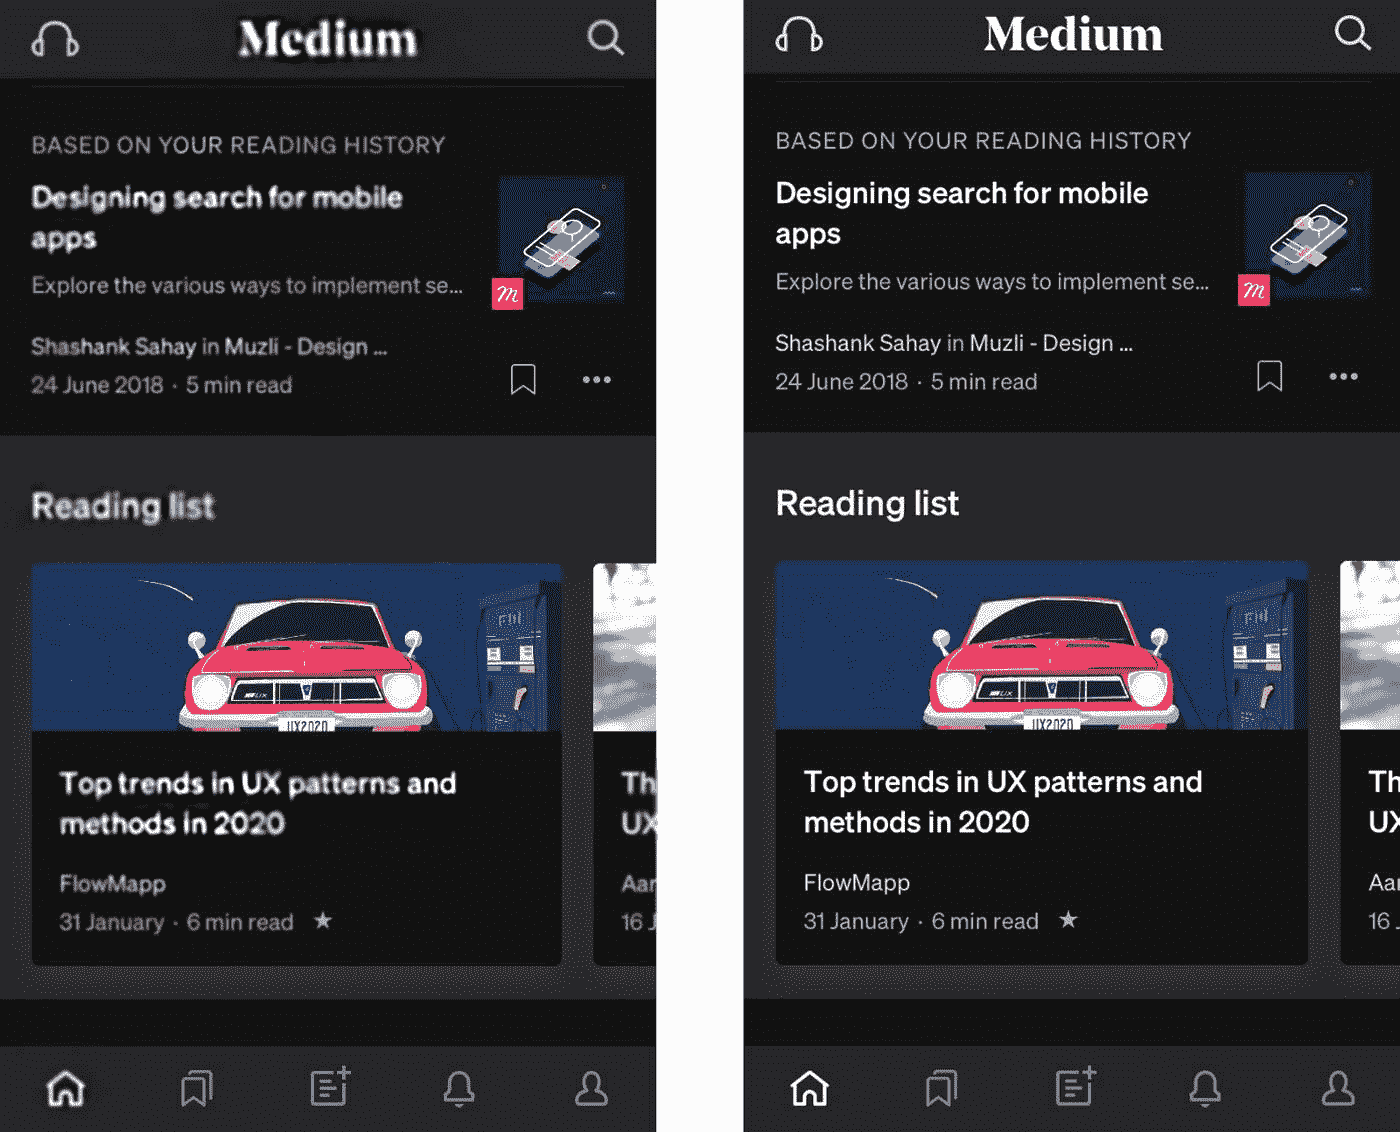 Medium
BASED ON YOUR READING HISTORY
Designing search for mobile
apps
Explore the various ways to implement se...
m
Shashank Sahay in Muzli - Design ...
24 June 2018 · 5 min read
Reading list
UX
UX2020
Top trends in UX patterns and
methods in 2020
FlowMapp
31 January · 6 min read ★
Th
UX
Aar
16 J
Medium
BASED ON YOUR READING HISTORY
Designing search for mobile
apps
Explore the various ways to implement se...
m
Shashank Sahay in Muzli - Design ...
24 June 2018 · 5 min read
Reading list
UX
UX2020
Top trends in UX patterns and
methods in 2020
FlowMapp
31 January · 6 min read ★
Th
UX
Aar
16 J